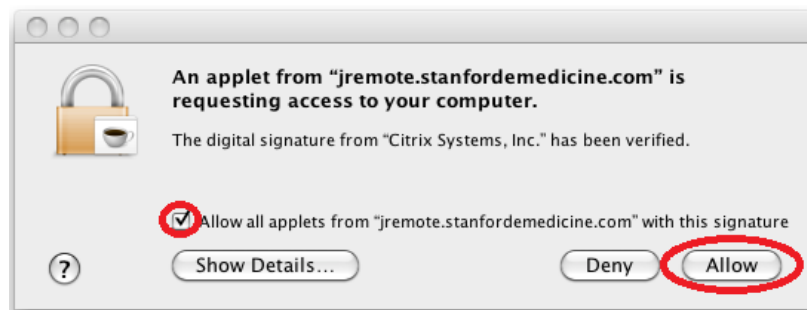 An applet from “jremote.stanfordemedicine.com” is
requesting access to your computer.
The digital signature from “Citrix Systems, Inc.” has been verified.
Allow all applets from “jremote.stanfordemedicine.com” with this signature
? Show Details... Deny Allow